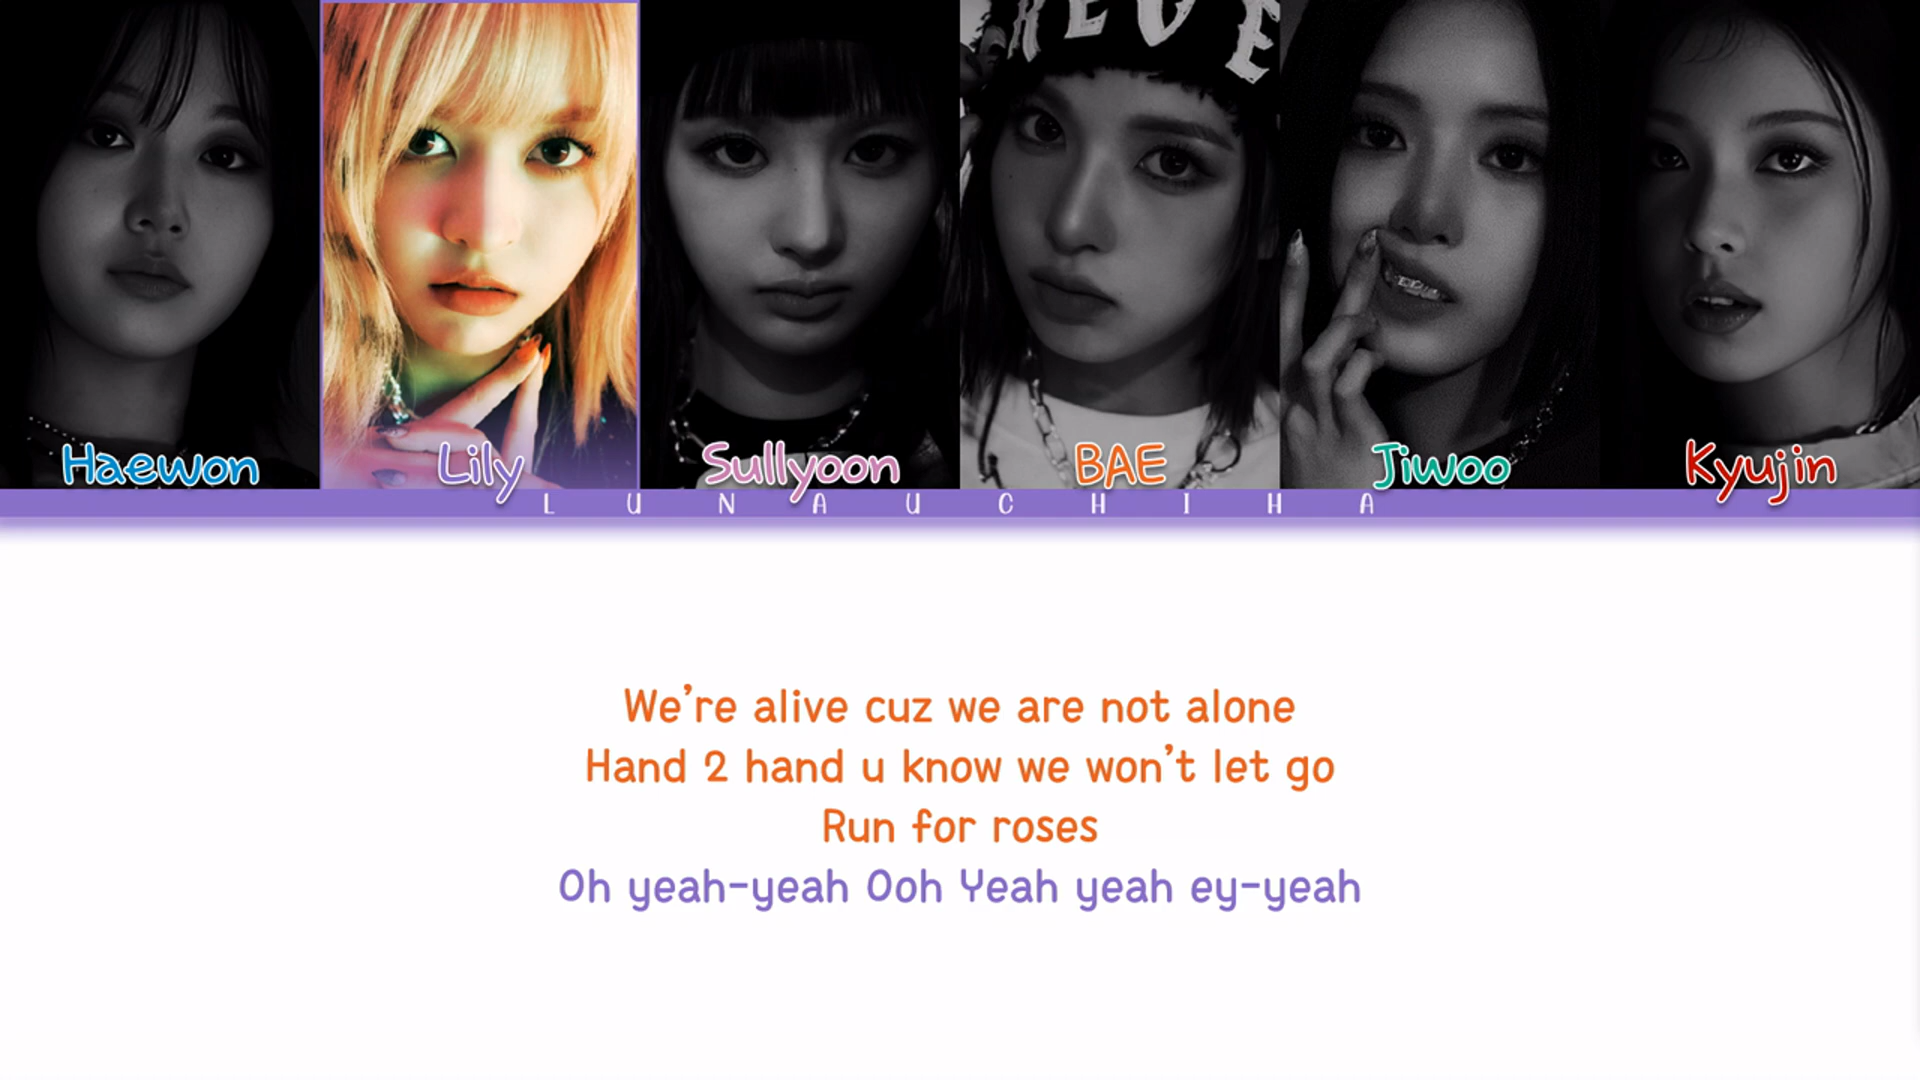 Haewon Lily Sullyoon BAE Jiwoo Kyujin
LUNAUCHIHA
We're alive cuz we are not alone
Hand 2 hand u know we won't let go
Run for roses
Oh yeah-yeah Ooh Yeah yeah ey-yeah